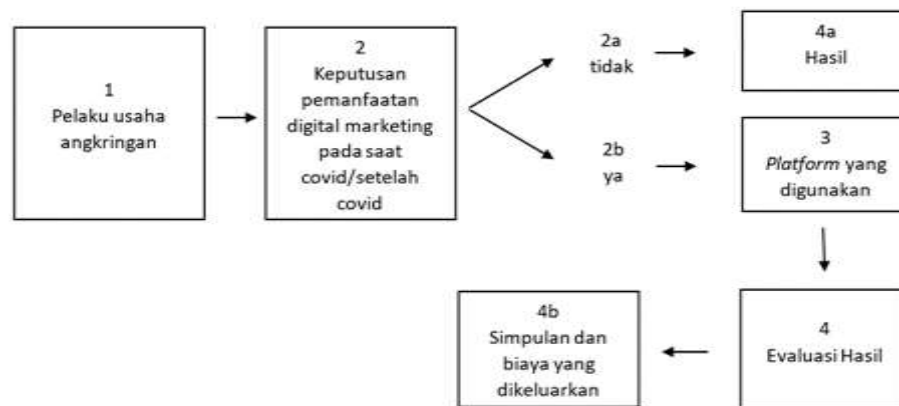 1
Pelaku usaha
angkringan
2
Keputusan
pemanfaatan
digital marketing
pada saat
covid/setelah
covid
2a
tidak
4a
Hasil
2b
ya
3
Platform yang
digunakan
4
Evaluasi Hasil
4b
Simpulan dan
biaya yang
dikeluarkan